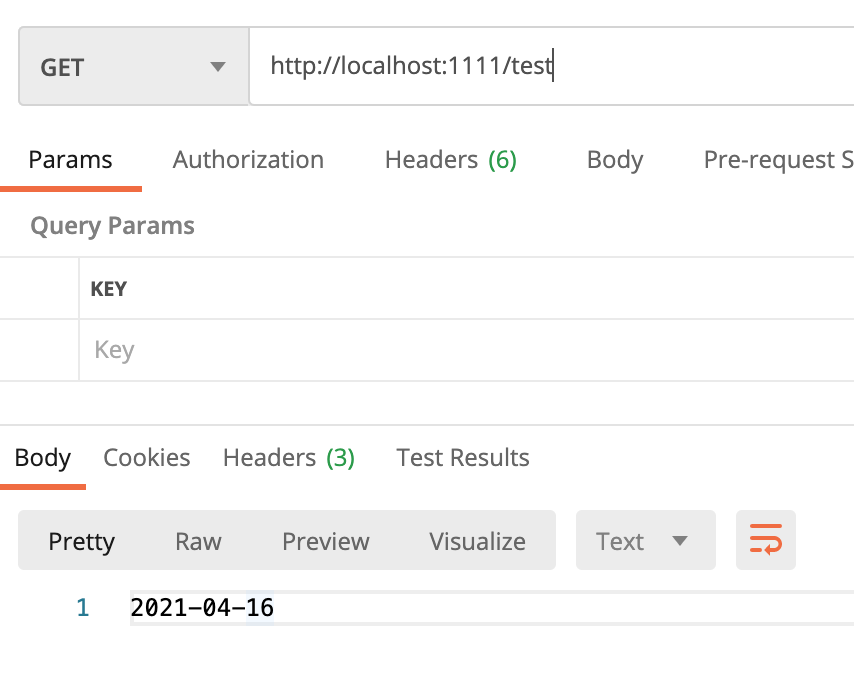 GET http://localhost:1111/test
Params Authorization Headers (6) Body Pre-request S
Query Params
KEY
Key
Body Cookies Headers (3) Test Results
Pretty Raw Preview Visualize Text
1 2021-04-16